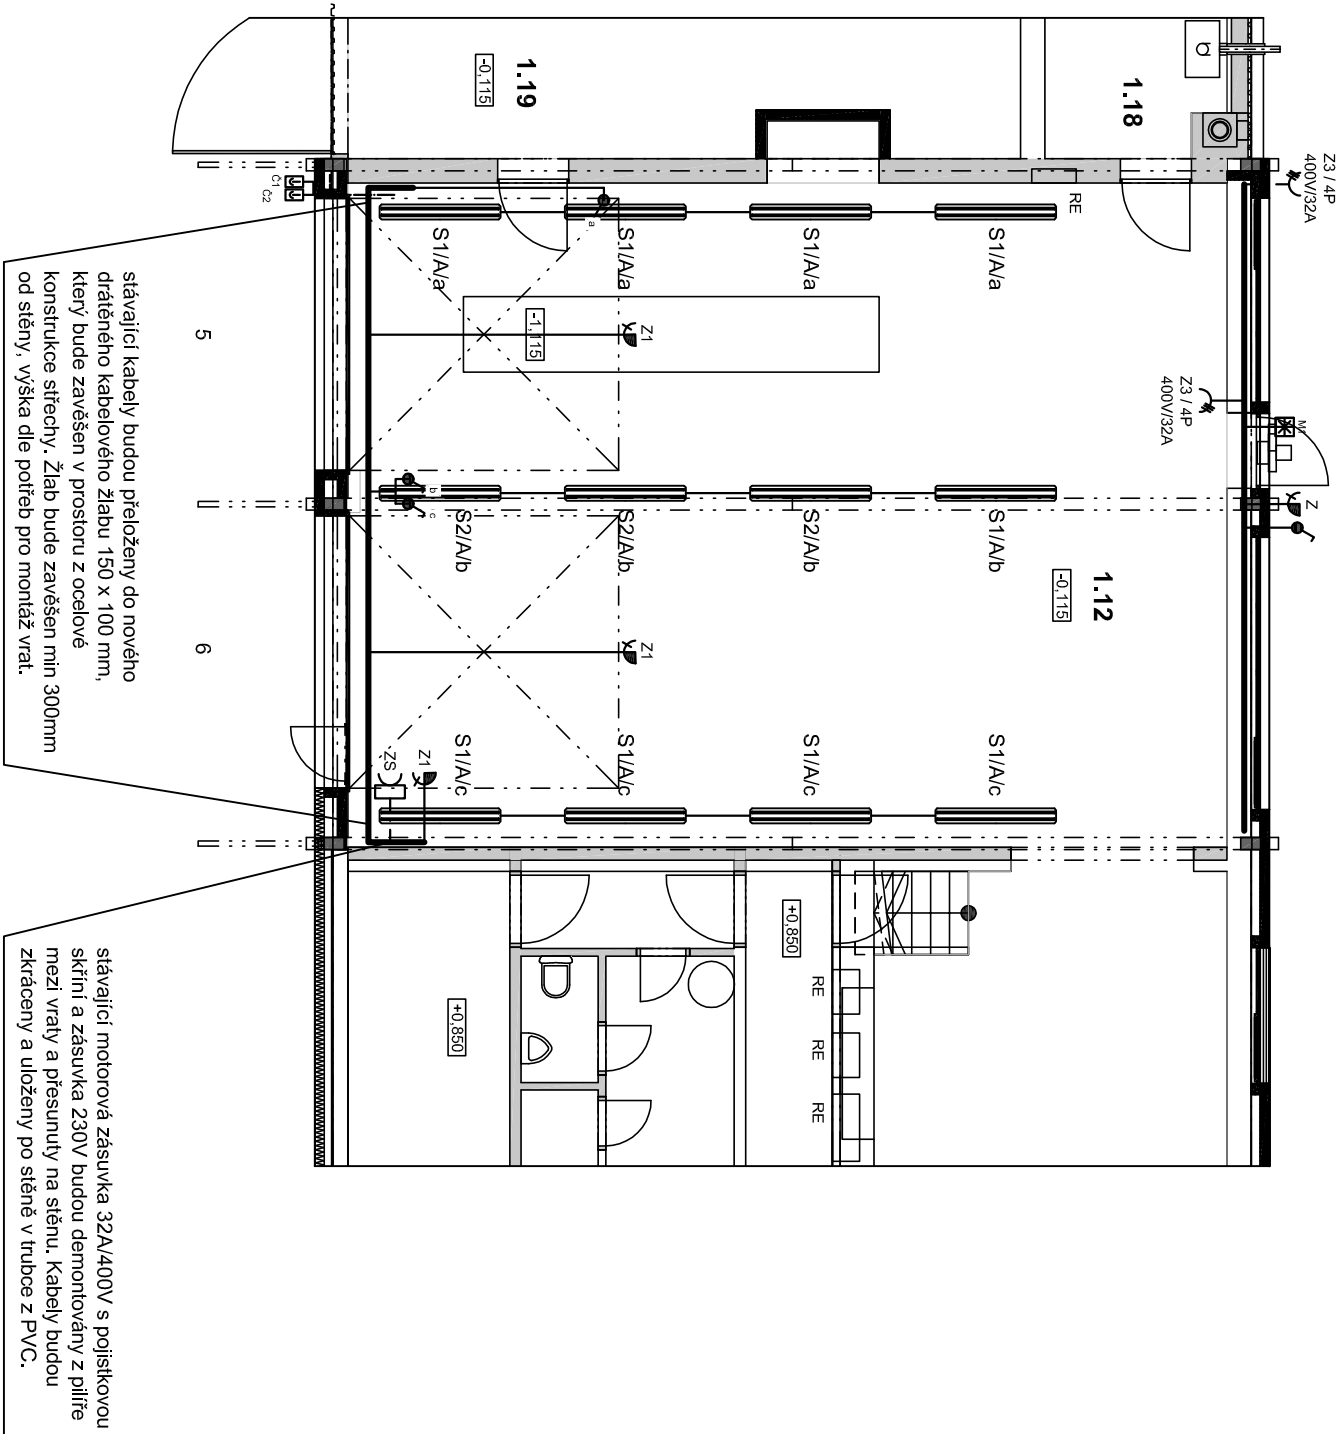 Z3 / 4P
400V/32A
1.18
1.19
-0,115
Č1
Č2
RE
a
S1/A/a
S1/A/a
S1/A/a
S1/A/a
-1,115
Z1
Z3 / 4P
400V/32A
Z
b
c
S2/A/b
S2/A/b
S2/A/b
S1/A/b
1.12
-0,115
Z1
S1/A/c
S1/A/c
S1/A/c
S1/A/c
ZS
Z1
5
6
+0,850
+0,850
RE
RE
RE
stávající kabely budou přeloženy do nového
drátěného kabelového žlabu 150 x 100 mm,
který bude zavěšen v prostoru z ocelové
konstrukce střechy. Žlab bude zavěšen min 300mm
od stěny, výška dle potřeb pro montáž vrat.
stávající motorová zásuvka 32A/400V s pojistkovou
skříní a zásuvka 230V budou demontovány z pilíře
mezi vraty a přesunuty na stěnu. Kabely budou
zkráceny a uloženy po stěně v trubce z PVC.